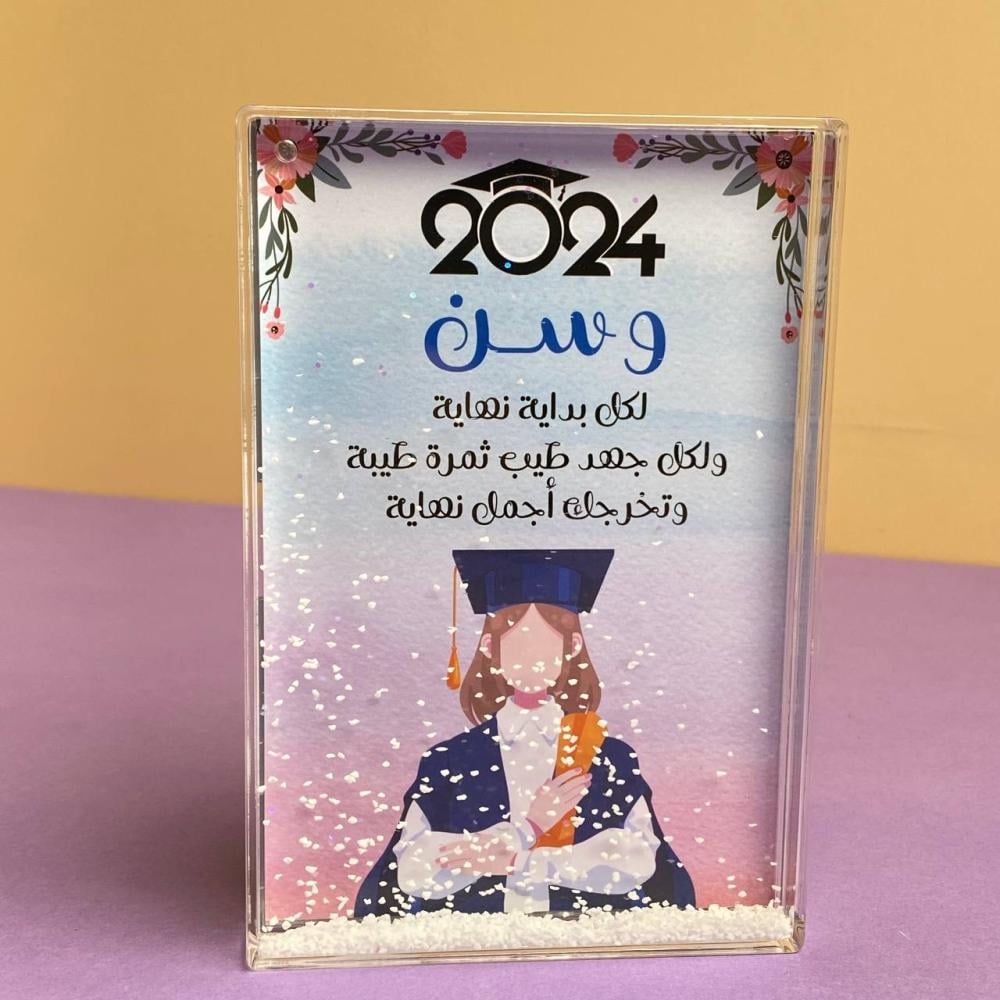 2024
وسن
لكل بداية نهاية
ولكل جهد طيب ثمرة طيبة
وتخرجك أجمل نهاية